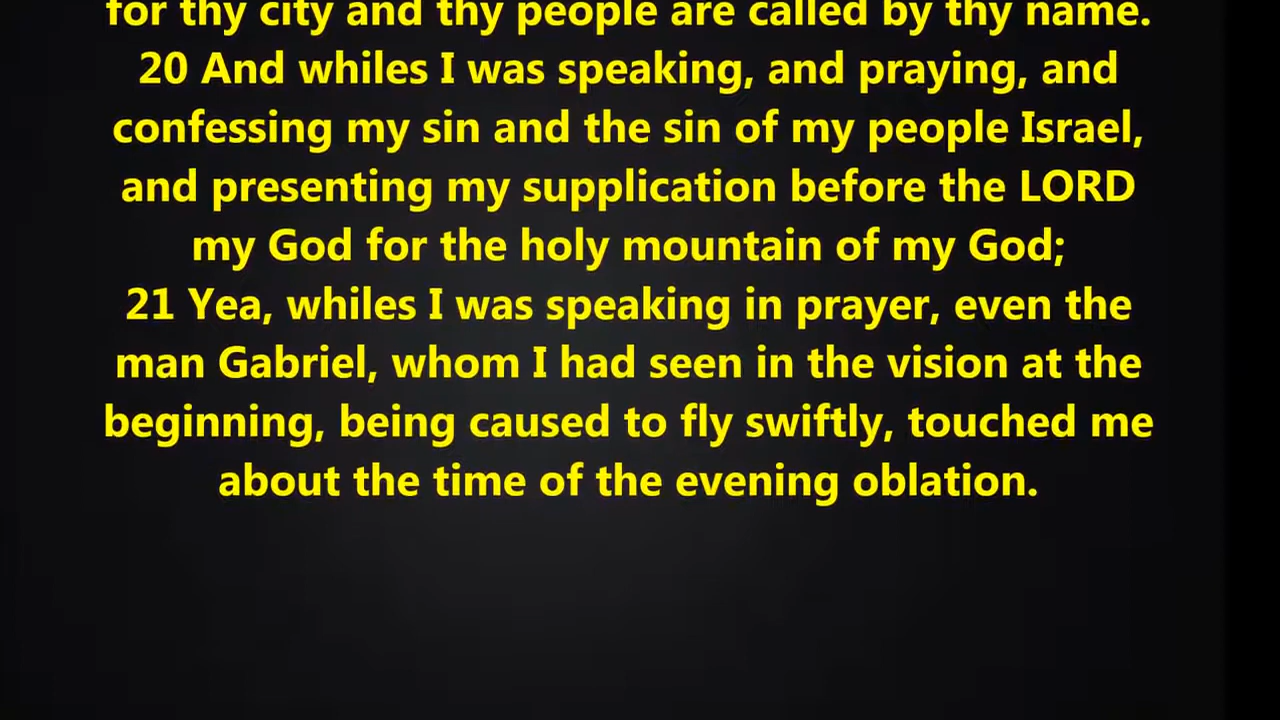 for thy city and thy people are called by thy name.
20 And whiles I was speaking, and praying, and
confessing my sin and the sin of my people Israel,
and presenting my supplication before the LORD
my God for the holy mountain of my God;
21 Yea, whiles I was speaking in prayer, even the
man Gabriel, whom I had seen in the vision at the
beginning, being caused to fly swiftly, touched me
about the time of the evening oblation.